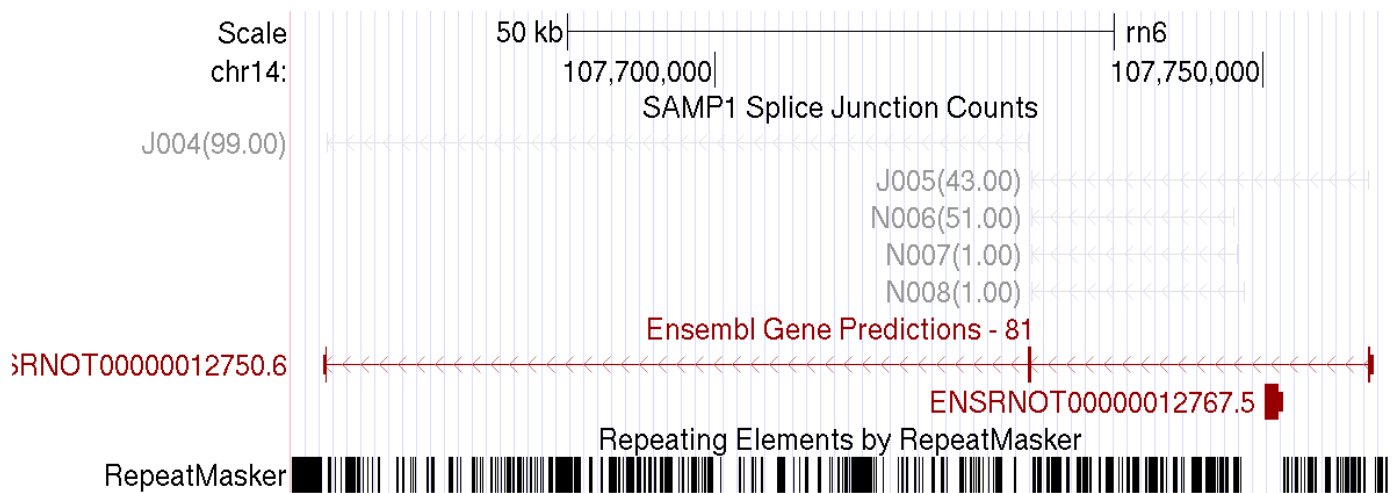 Scale 50 kb rn6
chr14: 107,700,000 107,750,000
SAMP1 Splice Junction Counts
J004(99.00)
J005(43.00)
N006(51.00)
N007(1.00)
N008(1.00)
Ensembl Gene Predictions - 81
SRNOT00000012750.6
ENSRNOT00000012767.5
Repeating Elements by RepeatMasker
RepeatMasker